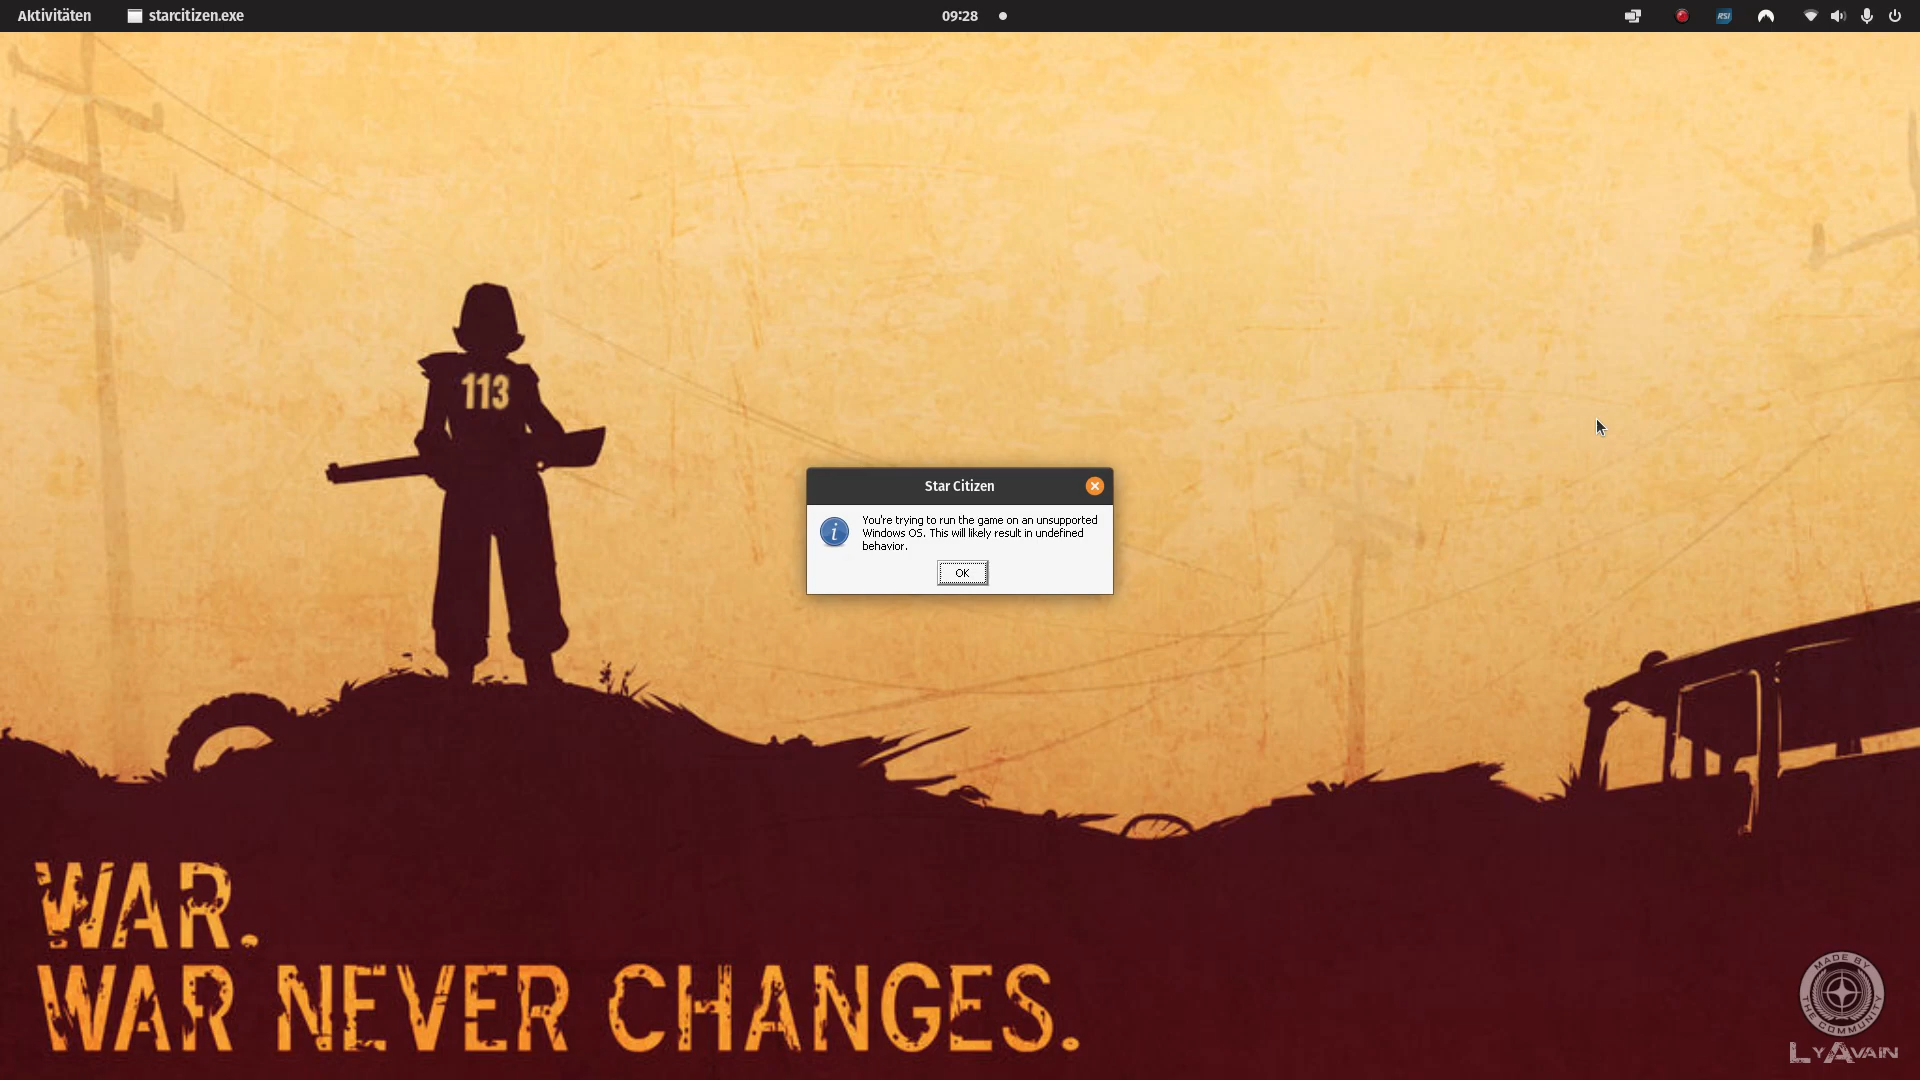 Aktivitäten starcitizen.exe 09:28 RSI
113
Star Citizen
You're trying to run the game on an unsupported
Windows OS. This will likely result in undefined
behavior.
OK
WAR.
WAR NEVER CHANGES.
MADE BY
THE COMMUNITY
LyAvain